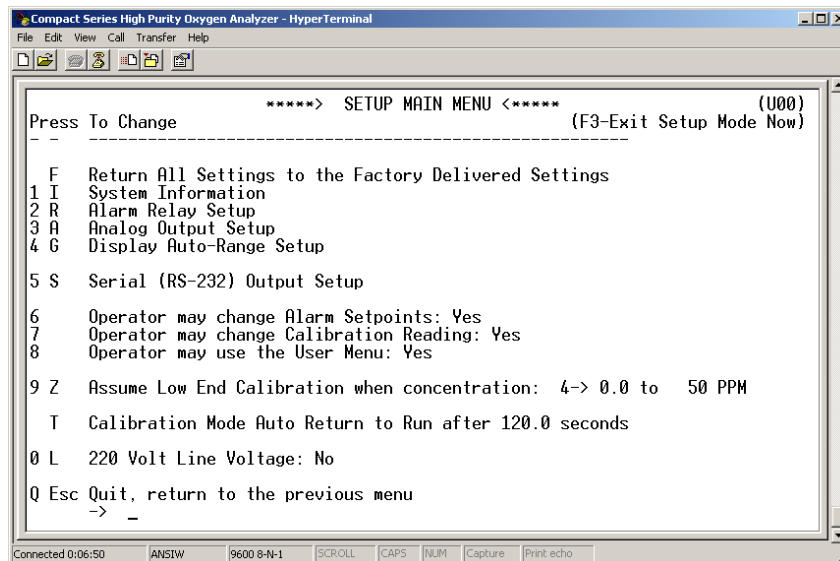 Compact Series High Purity Oxygen Analyzer - HyperTerminal
File Edit View Call Transfer Help
*****> SETUP MAIN MENU <***** (U00)
Press To Change (F3-Exit Setup Mode Now)
- - -------------------------------------------------------
F Return All Settings to the Factory Delivered Settings
1 I System Information
2 R Alarm Relay Setup
3 A Analog Output Setup
4 G Display Auto-Range Setup
5 S Serial (RS-232) Output Setup
6 Operator may change Alarm Setpoints: Yes
7 Operator may change Calibration Reading: Yes
8 Operator may use the User Menu: Yes
9 Z Assume Low End Calibration when concentration: 4-> 0.0 to 50 PPM
T Calibration Mode Auto Return to Run after 120.0 seconds
0 L 220 Volt Line Voltage: No
Q Esc Quit, return to the previous menu
-> _
Connected 0:06:50 ANSIW 9600 8-N-1 SCROLL CAPS NUM Capture Print echo